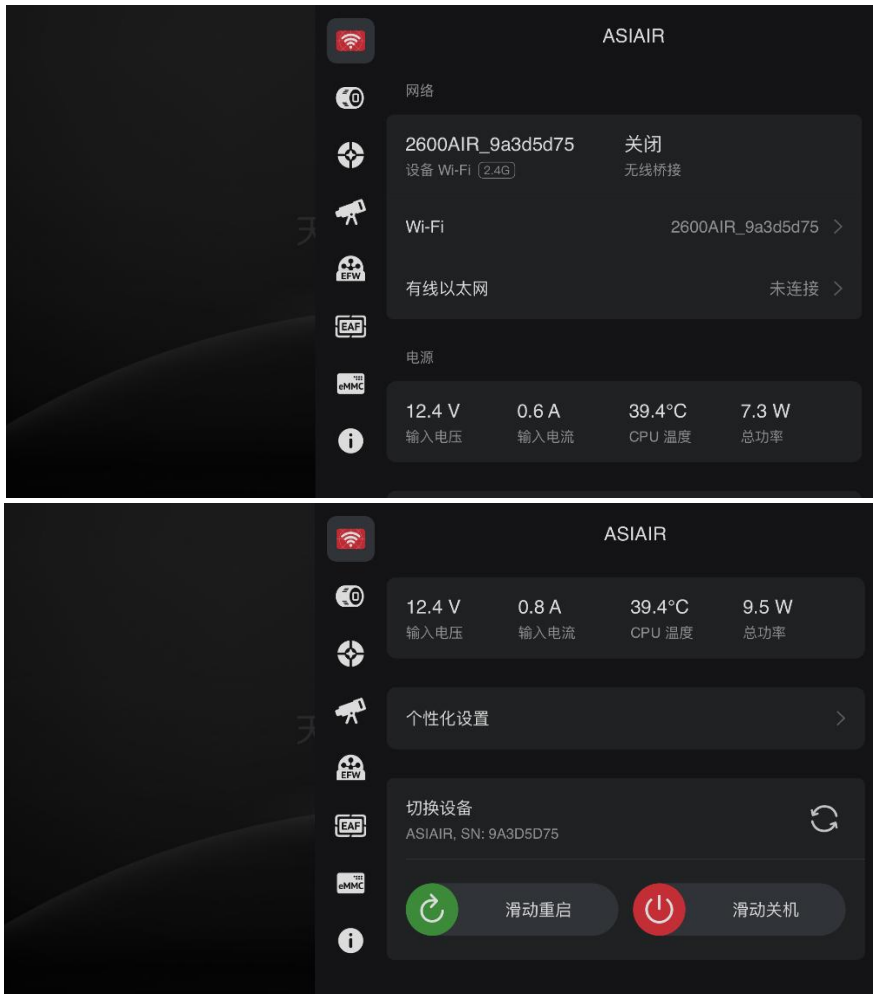 ASIAIR
网络
2600AIR_9a3d5d75 关闭
设备 Wi-Fi 2.4G 无线桥接
天
Wi-Fi 2600AIR_9a3d5d75
EFW
有线以太网 未连接
EAF
电源
eMMC
12.4 V 0.6 A 39.4°C 7.3 W
输入电压 输入电流 CPU 温度 总功率
ASIAIR
12.4 V 0.8 A 39.4°C 9.5 W
输入电压 输入电流 CPU 温度 总功率
天
个性化设置
EFW
切换设备
EAF
ASIAIR, SN: 9A3D5D75
eMMC
滑动重启 滑动关机